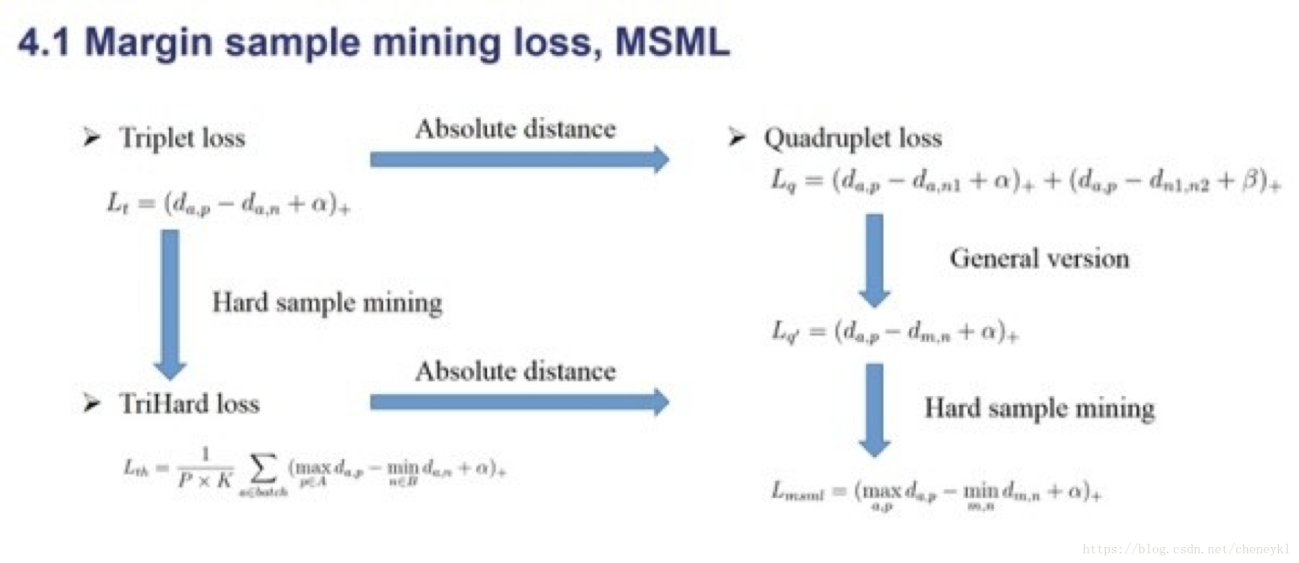 4.1 Margin sample mining loss, MSML
➢ Triplet loss
Absolute distance
➢ Quadruplet loss
L_t = (d_{a,p} − d_{a,n} + α)_+
L_q = (d_{a,p} − d_{a,n1} + α)_+ + (d_{a,p} − d_{n1,n2} + β)_+
Hard sample mining
General version
L_{q'} = (d_{a,p} − d_{m,n} + α)_+
➢ TriHard loss
Absolute distance
Hard sample mining
L_{th} = \frac{1}{P × K} \sum_{a∈batch} (\max_{p∈A} d_{a,p} − \min_{n∈B} d_{a,n} + α)_+
L_{msml} = (\max_{a,p} d_{a,p} − \min_{m,n} d_{m,n} + α)_+
https://blog.csdn.net/cheneykl